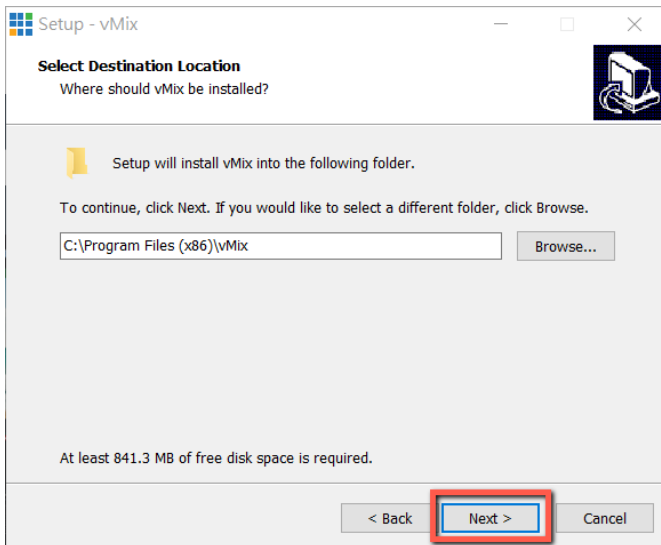 Setup - vMix
Select Destination Location
Where should vMix be installed?
Setup will install vMix into the following folder.
To continue, click Next. If you would like to select a different folder, click Browse.
C:\Program Files (x86)\vMix
Browse...
At least 841.3 MB of free disk space is required.
< Back Next > Cancel